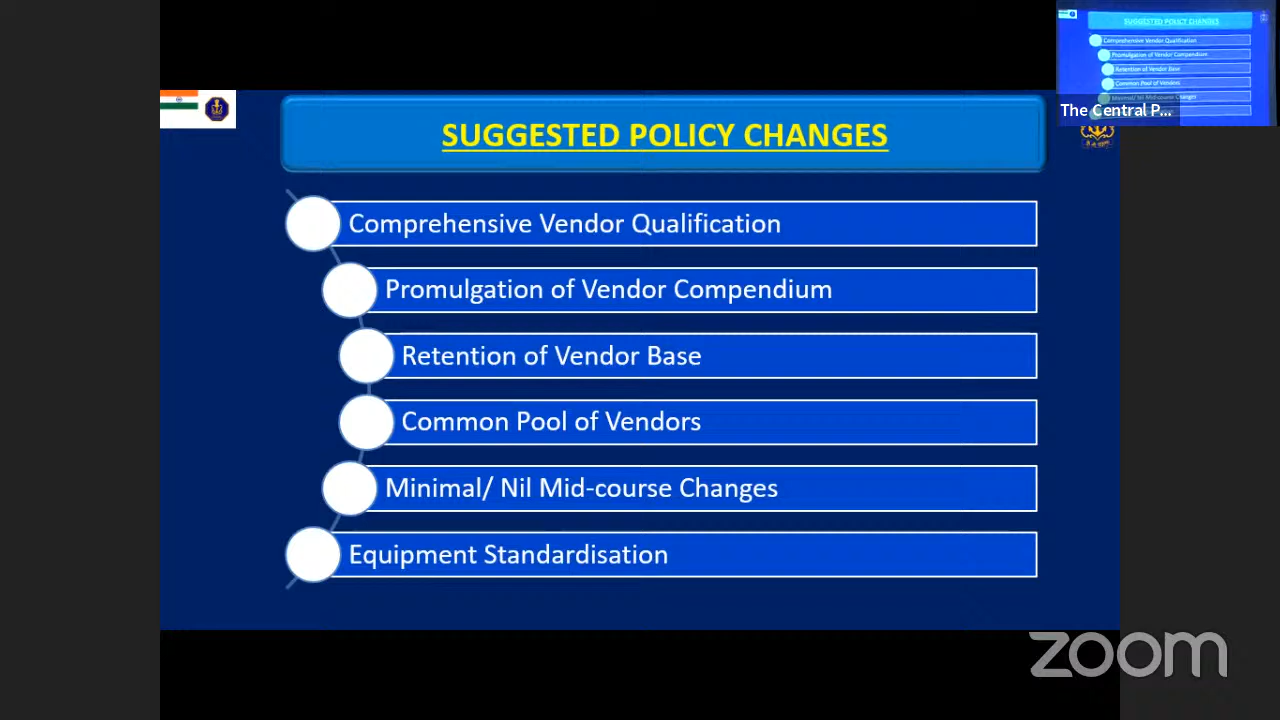 SUGGESTED POLICY CHANGES
Comprehensive Vendor Qualification
Promulgation of Vendor Compendium
Retention of Vendor Base
Common Pool of Vendors
Minimal/ Nil Mid-course Changes
Equipment Standardisation
SUGGESTED POLICY CHANGES
Comprehensive Vendor Qualification
Promulgation of Vendor Compendium
Retention of Vendor Base
Common Pool of Vendors
Minimal/ Nil Mid-course Changes
The Central P...
zoom